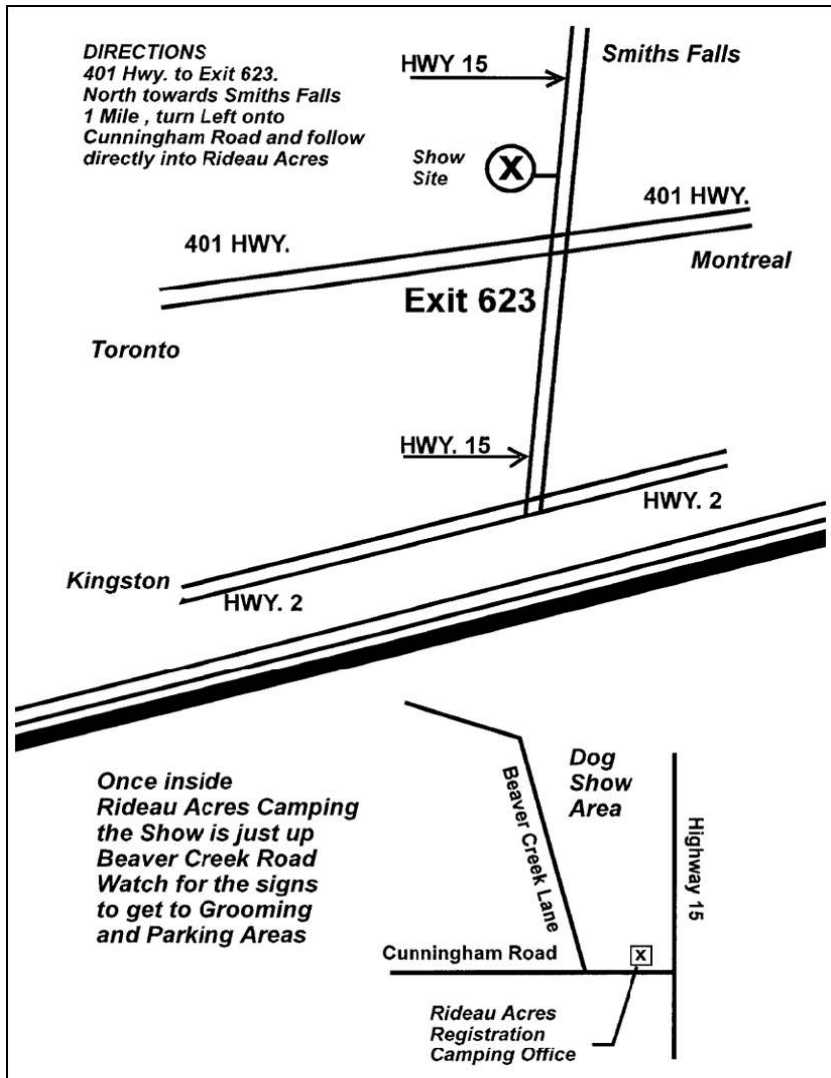 DIRECTIONS
401 Hwy. to Exit 623.
North towards Smiths Falls
1 Mile , turn Left onto
Cunningham Road and follow
directly into Rideau Acres
HWY 15
Smiths Falls
Show
Site
X
401 HWY.
401 HWY.
Montreal
Exit 623
Toronto
HWY. 15
HWY. 2
Kingston
HWY. 2
Once inside
Rideau Acres Camping
the Show is just up
Beaver Creek Road
Watch for the signs
to get to Grooming
and Parking Areas
Dog
Show
Area
Beaver Creek Lane
Highway 15
Cunningham Road
X
Rideau Acres
Registration
Camping Office